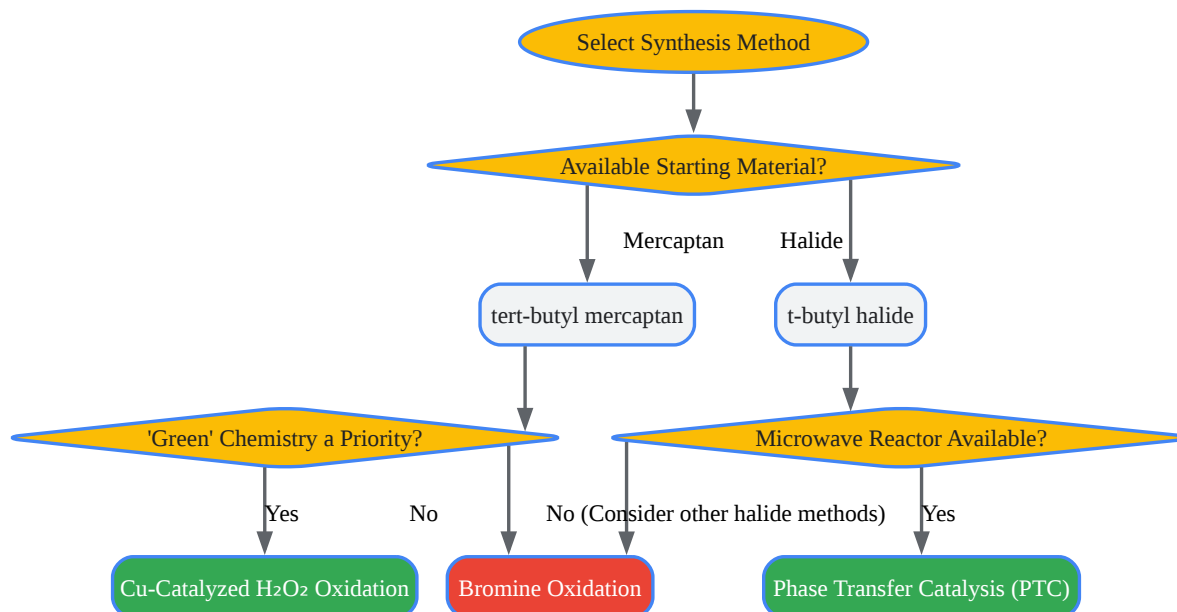 Select Synthesis Method
Available Starting Material?
Mercaptan
Halide
tert-butyl mercaptan
t-butyl halide
'Green' Chemistry a Priority?
Microwave Reactor Available?
Yes
No
No (Consider other halide methods)
Yes
Cu-Catalyzed H₂O₂ Oxidation
Bromine Oxidation
Phase Transfer Catalysis (PTC)